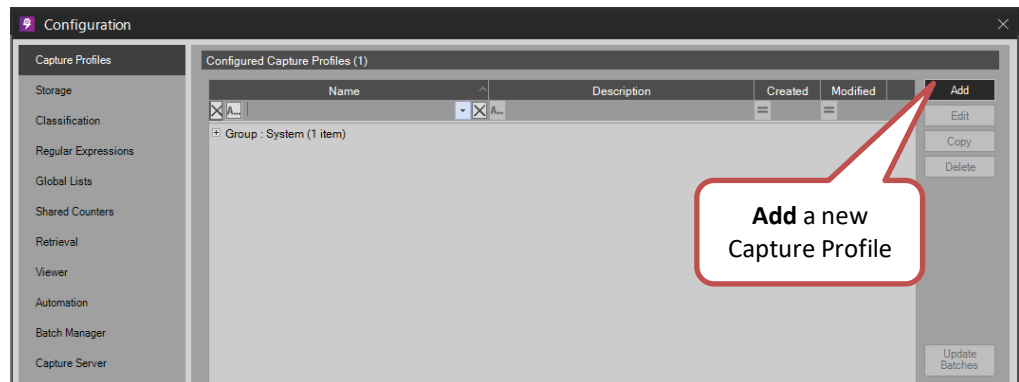 Configuration
Capture Profiles
Storage
Classification
Regular Expressions
Global Lists
Shared Counters
Retrieval
Viewer
Automation
Batch Manager
Capture Server
Configured Capture Profiles (1)
Name Description Created Modified
A... A... = =
Group : System (1 item)
Add
Edit
Copy
Delete
Add a new
Capture Profile
Update
Batches